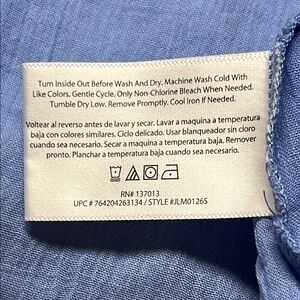 Turn Inside Out Before Wash And Dry. Machine Wash Cold With
Like Colors. Gentle Cycle. Only Non-Chlorine Bleach When Needed.
Tumble Dry Low. Remove Promptly. Cool Iron If Needed.
Voltear al reverso antes de lavar y secar. Lavar a maquina a temperatura
baja con colores similares. Ciclo delicado. Usar blanqueador sin cloro
cuando sea necesario. Secar a maquina a temperatura baja. Remover
pronto. Planchar a temperatura baja cuando sea necesario.
RN# 137013
UPC # 764204263134 / STYLE #JLM0126S